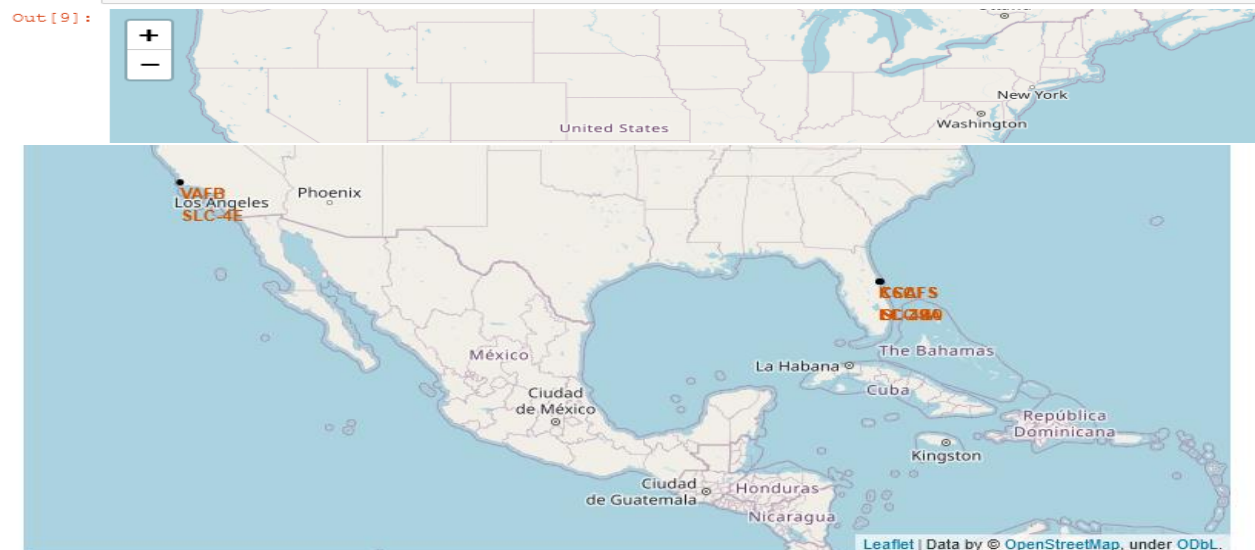 Out[9]:
+
−
New York
United States
Washington
VAFB
Los Angeles
SLC-4E
Phoenix
México
La Habana
The Bahamas
Cuba
Ciudad
de México
República
Dominicana
Kingston
Ciudad
de Guatemala
Honduras
Nicaragua
Leaflet | Data by © OpenStreetMap, under ODbL.